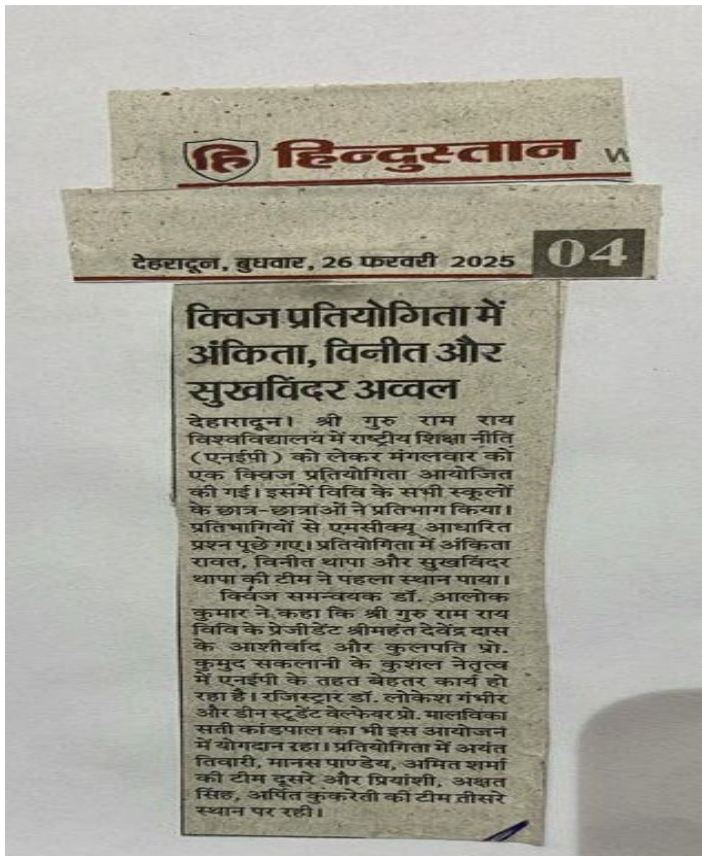 हि हिन्दुस्तान W
देहरादून, बुधवार, 26 फरवरी 2025 04
क्विज प्रतियोगिता में
अंकिता, विनीत और
सुखविंदर अव्वल
देहारादून। श्री गुरु राम राय
विश्वविद्यालय में राष्ट्रीय शिक्षा नीति
(एनईपी) को लेकर मंगलवार को
एक क्विज प्रतियोगिता आयोजित
की गई। इसमें विवि के सभी स्कूलों
के छात्र-छात्राओं ने प्रतिभाग किया।
प्रतिभागियों से एमसीक्यू आधारित
प्रश्न पूछे गए। प्रतियोगिता में अंकिता
रावत, विनीत थापा और सुखविंदर
थापा की टीम ने पहला स्थान पाया।
क्विज समन्वयक डॉ. आलोक
कुमार ने कहा कि श्री गुरु राम राय
विवि के प्रेजीडेंट श्रीमहंत देवेंद्र दास
के आशीर्वाद और कुलपति प्रो.
कुमुद सकलानी के कुशल नेतृत्व
में एनईपी के तहत बेहतर कार्य हो
रहा है। रजिस्ट्रार डॉ. लोकेश गंभीर
और डीन स्टूडेंट वेल्फेयर प्रो. मालविका
सती कांडपाल का भी इस आयोजन
में योगदान रहा। प्रतियोगिता में अयंत
तिवारी, मानस पाण्डेय, अमित शर्मा
की टीम दूसरे और प्रियांशी, अक्षत
सिंह, अर्पित कुकरेती की टीम तीसरे
स्थान पर रही।